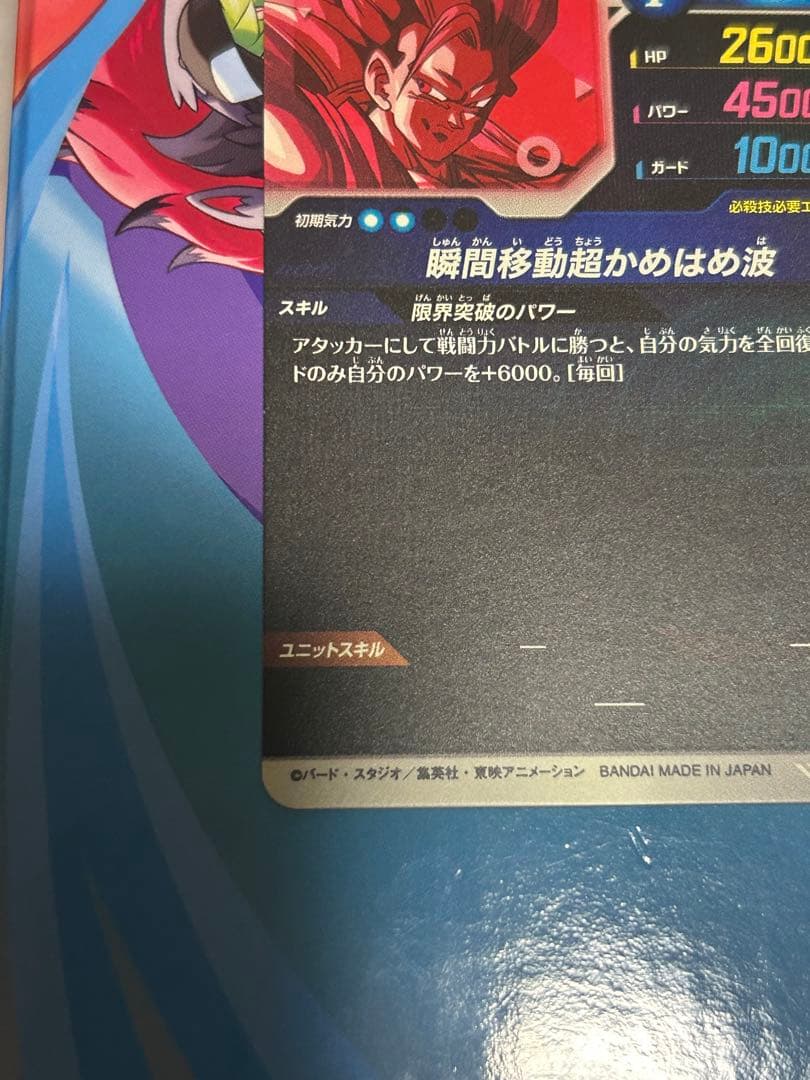 HP 2600
パワー 4500
ガード 1000
必殺技必要エ
初期気力
瞬間移動超かめはめ波
スキル 限界突破のパワー
アタッカーにして戦闘力バトルに勝つと、自分の気力を全回復
ドのみ自分のパワーを+6000。[毎回]
ユニットスキル
©バード・スタジオ/集英社・東映アニメーション BANDAI MADE IN JAPAN